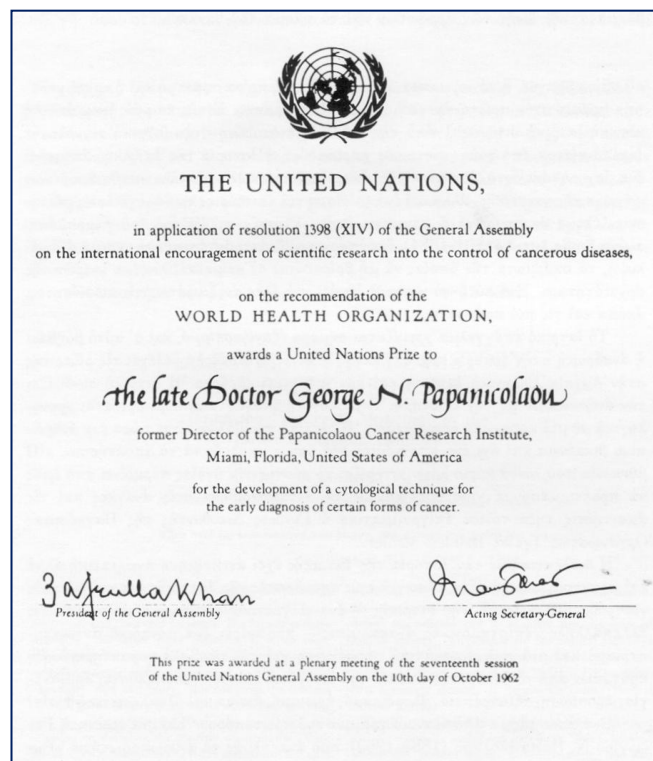 THE UNITED NATIONS,
in application of resolution 1398 (XIV) of the General Assembly
on the international encouragement of scientific research into the control of cancerous diseases,
on the recommendation of the
WORLD HEALTH ORGANIZATION,
awards a United Nations Prize to
the late Doctor George N. Papanicolaou
former Director of the Papanicolaou Cancer Research Institute,
Miami, Florida, United States of America
for the development of a cytological technique for
the early diagnosis of certain forms of cancer.
Zafrulla Khan
President of the General Assembly
Acting Secretary-General
This prize was awarded at a plenary meeting of the seventeenth session
of the United Nations General Assembly on the 10th day of October 1962